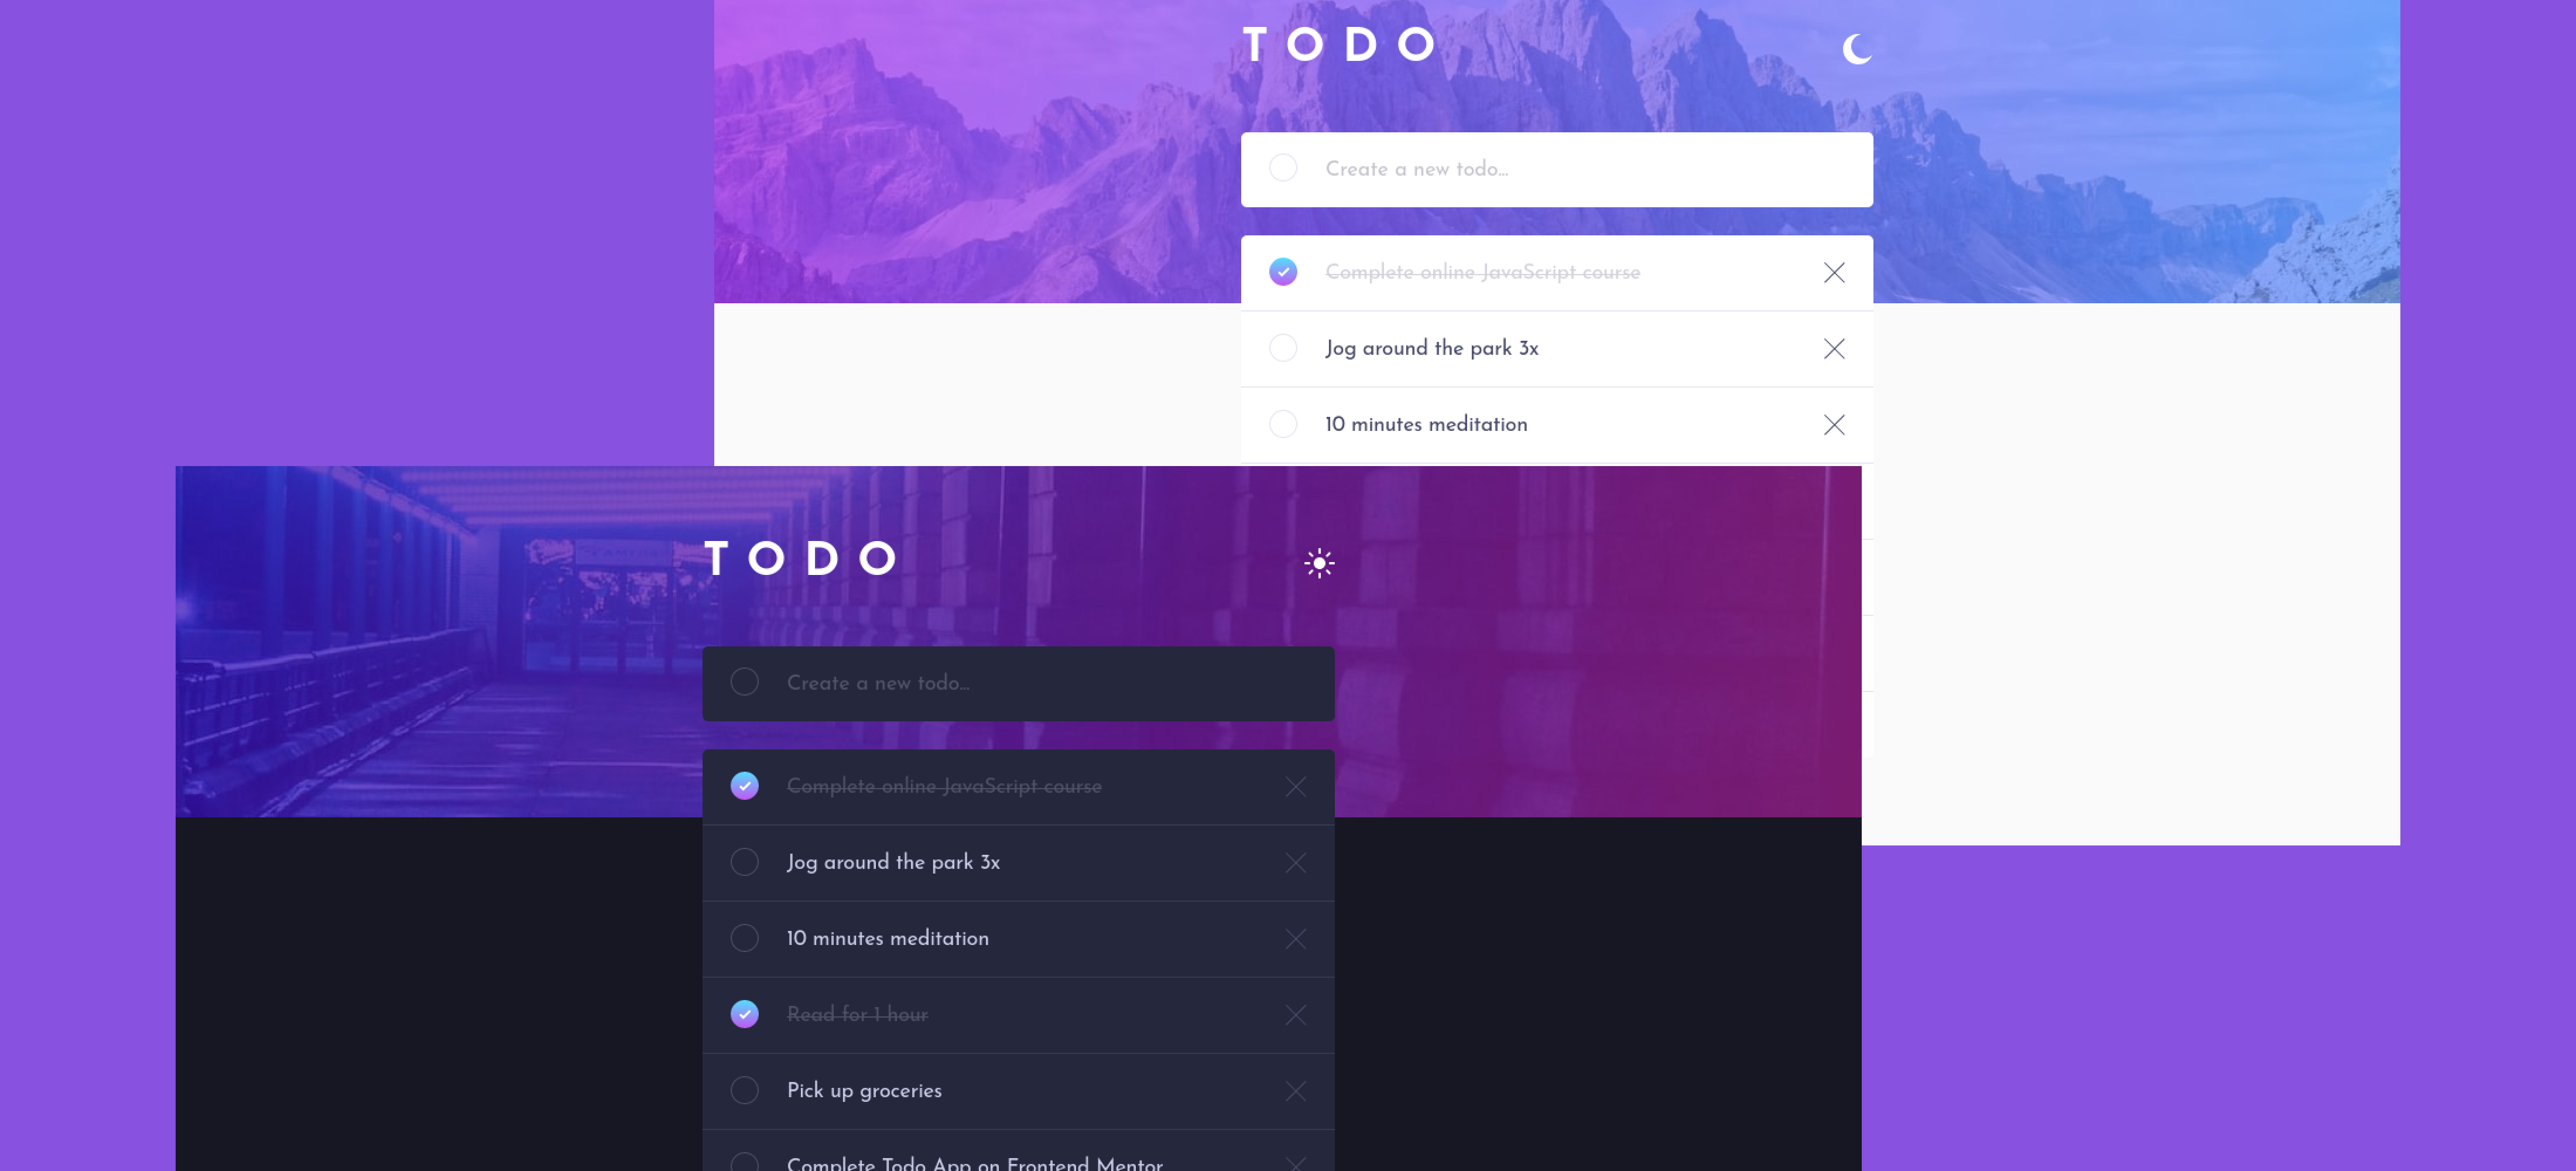 TODO
Create a new todo...
Complete online JavaScript course
Jog around the park 3x
10 minutes meditation
TODO
Create a new todo...
Complete online JavaScript course
Jog around the park 3x
10 minutes meditation
Read for 1 hour
Pick up groceries
Complete Todo App on Frontend Mentor